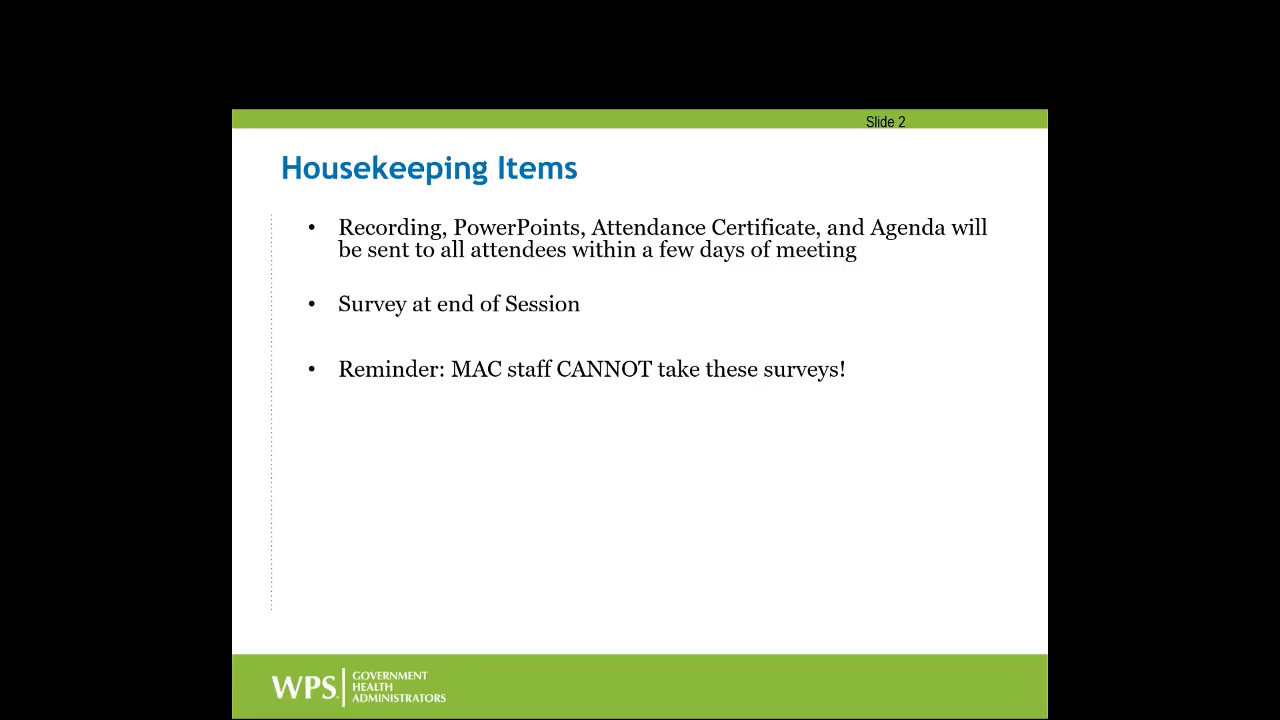 Slide 2
Housekeeping Items
• Recording, PowerPoints, Attendance Certificate, and Agenda will
be sent to all attendees within a few days of meeting
• Survey at end of Session
• Reminder: MAC staff CANNOT take these surveys!
WPS.
GOVERNMENT
HEALTH
ADMINISTRATORS